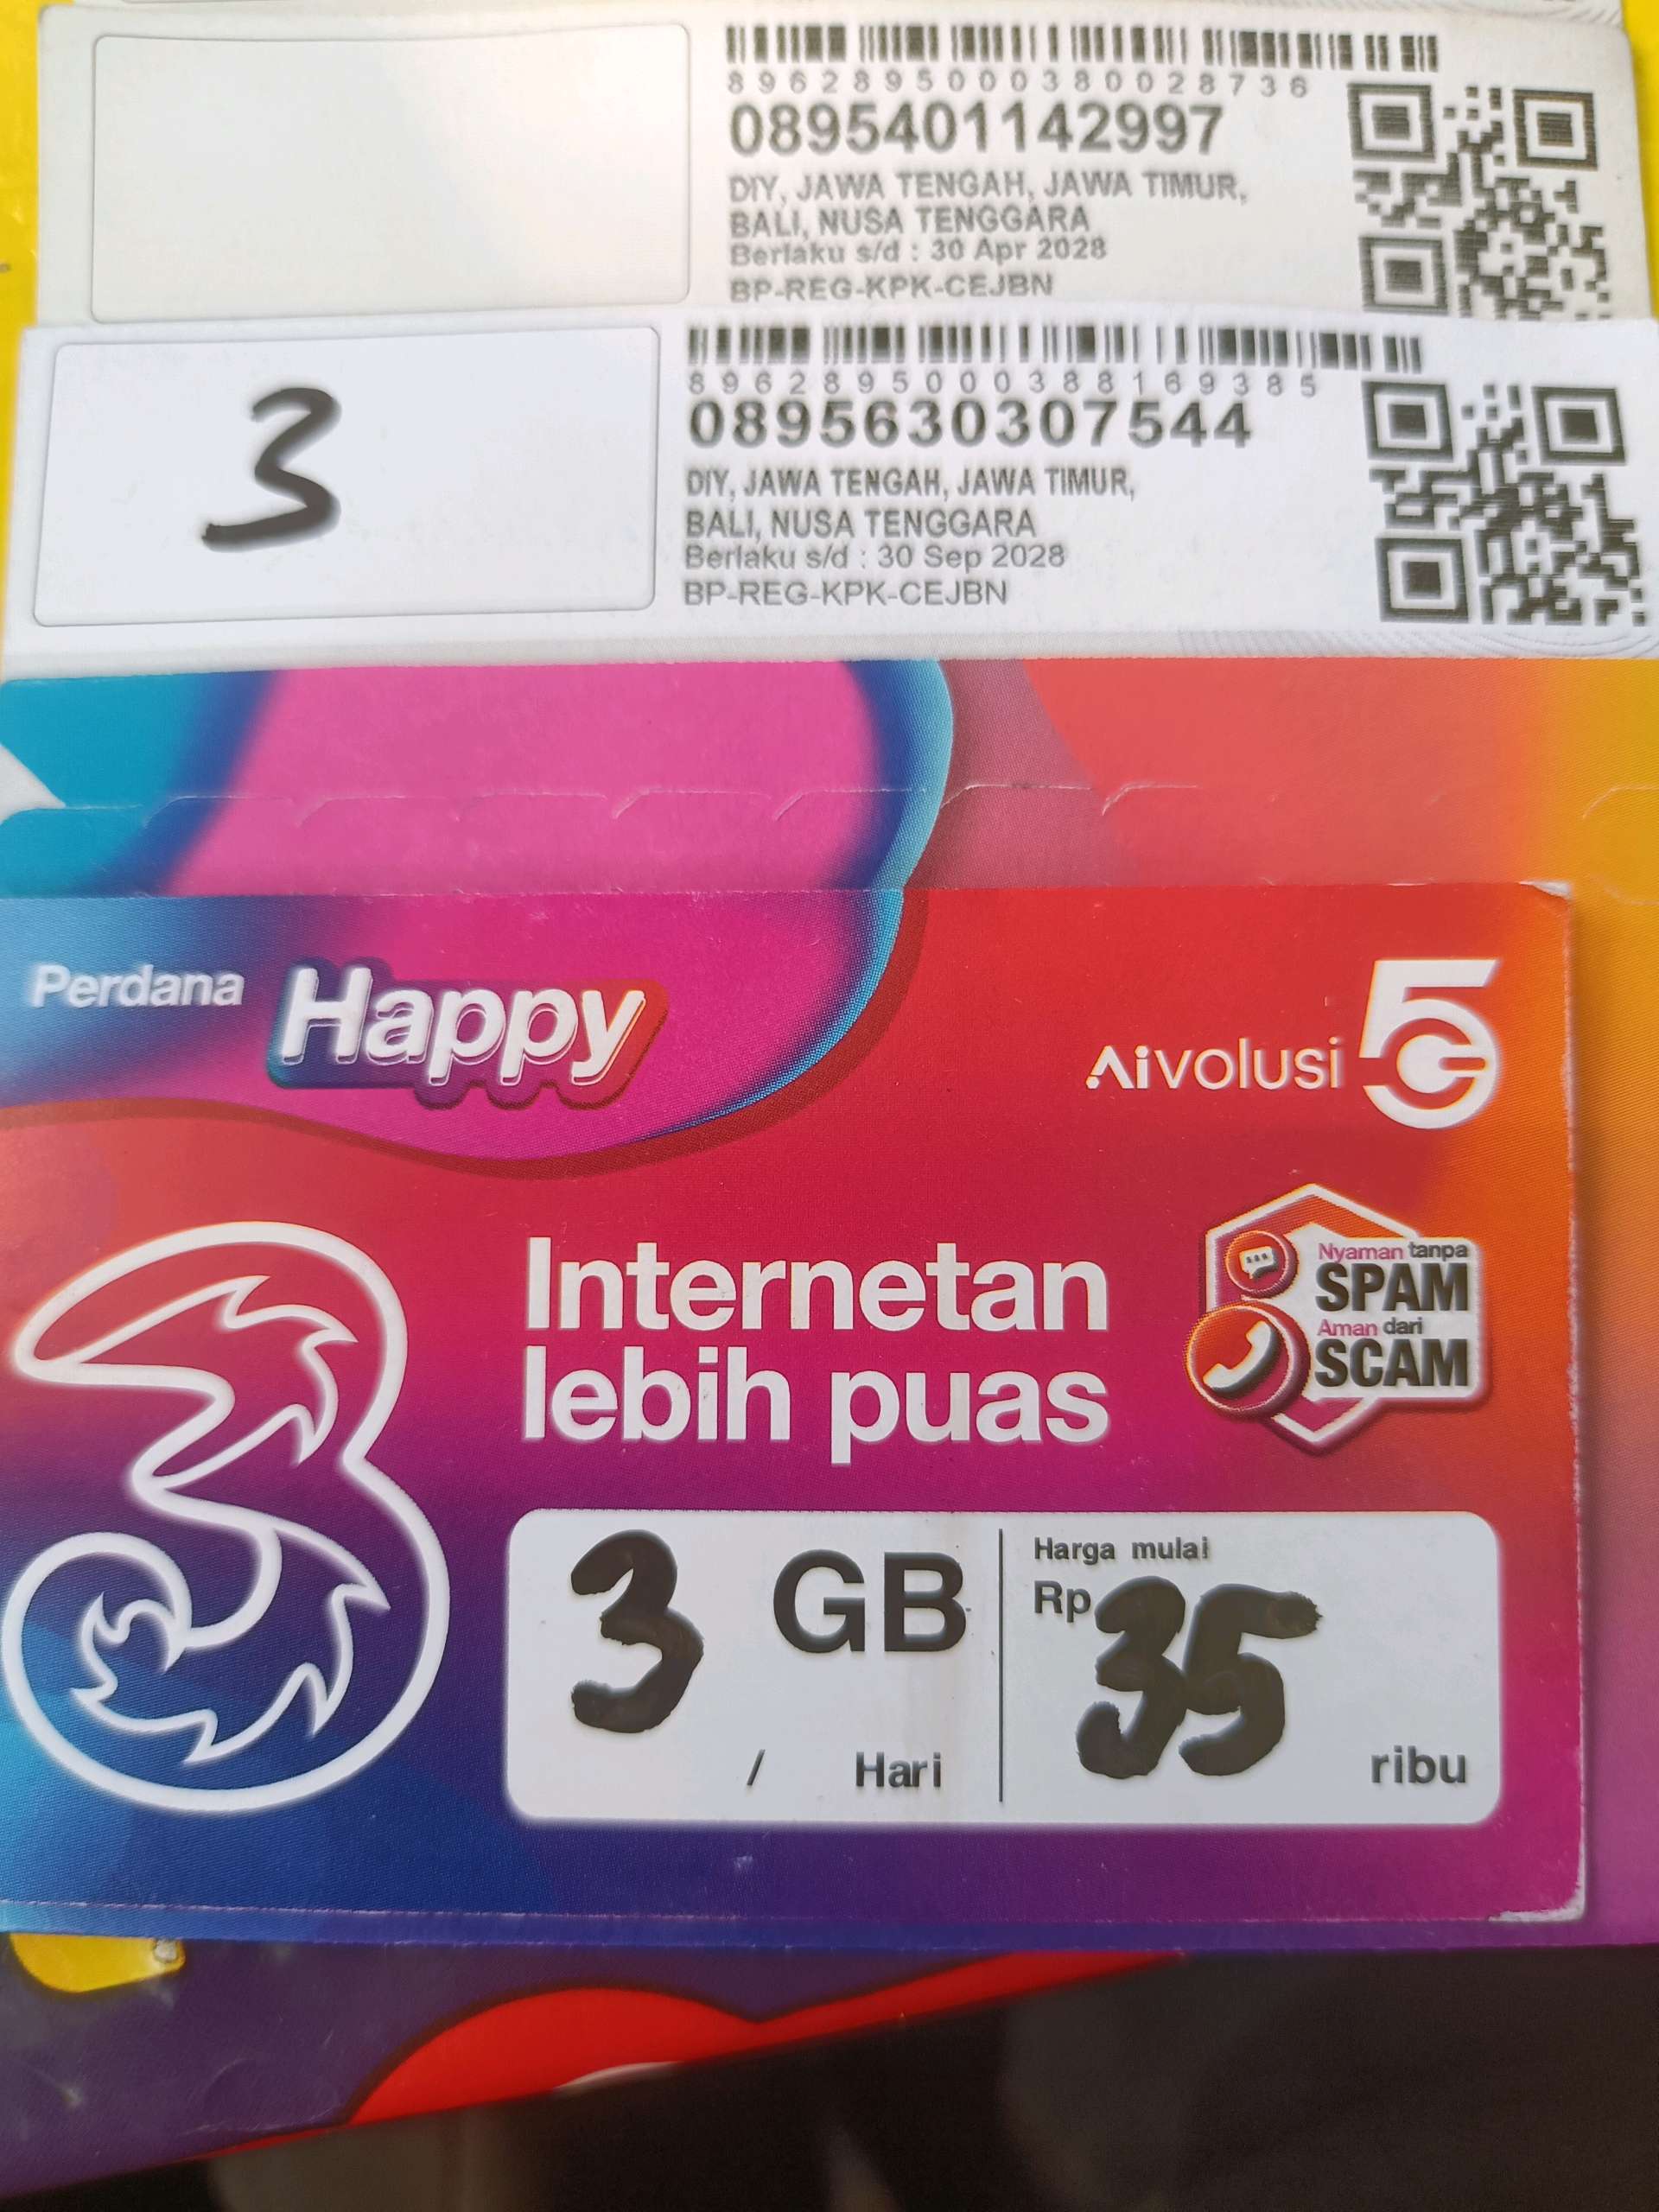 8962895000380028736
0895401142997
DIY, JAWA TENGAH, JAWA TIMUR,
BALI, NUSA TENGGARA
Berlaku s/d : 30 Apr 2028
BP-REG-KPK-CEJBN
3
8962895000388169385
0895630307544
DIY, JAWA TENGAH, JAWA TIMUR,
BALI, NUSA TENGGARA
Berlaku s/d : 30 Sep 2028
BP-REG-KPK-CEJBN
Perdana Happy
Aivolusi 5G
3
Internetan
lebih puas
Nyaman tanpa
SPAM
Aman dari
SCAM
3 GB
/ Hari
Harga mulai
Rp 35
ribu